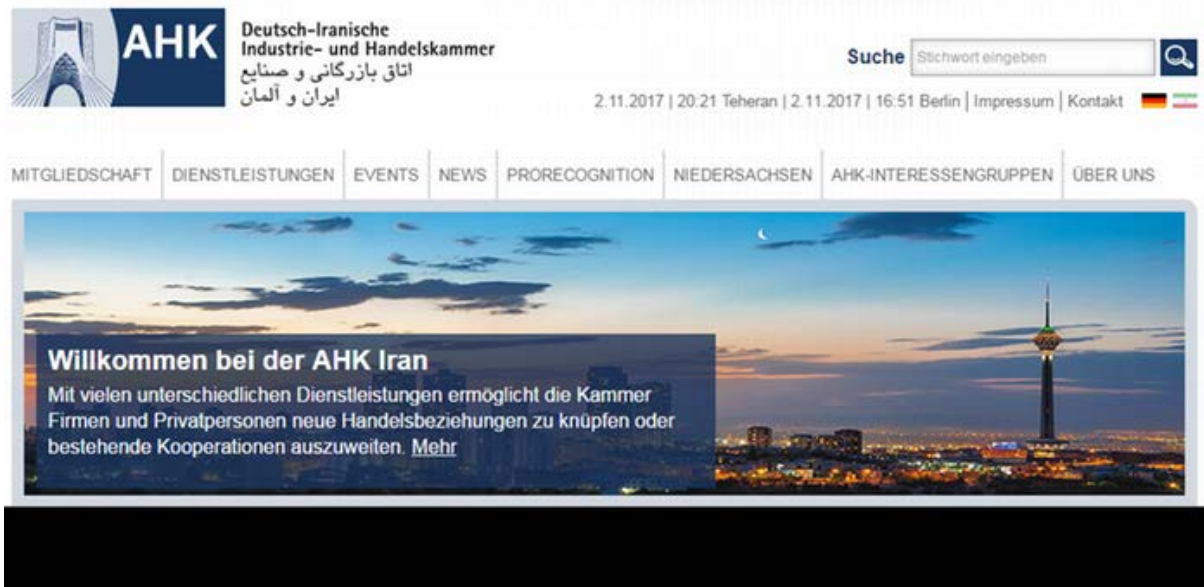 AHK
Deutsch-Iranische
Industrie- und Handelskammer
اتاق بازرگانی و صنایع
ایران و آلمان
Suche Stichwort eingeben
2.11.2017 | 20:21 Teheran | 2.11.2017 | 16:51 Berlin | Impressum | Kontakt
MITGLIEDSCHAFT DIENSTLEISTUNGEN EVENTS NEWS PRORECOGNITION NIEDERSACHSEN AHK-INTERESSENGRUPPEN ÜBER UNS
Willkommen bei der AHK Iran
Mit vielen unterschiedlichen Dienstleistungen ermöglicht die Kammer
Firmen und Privatpersonen neue Handelsbeziehungen zu knüpfen oder
bestehende Kooperationen auszuweiten. Mehr